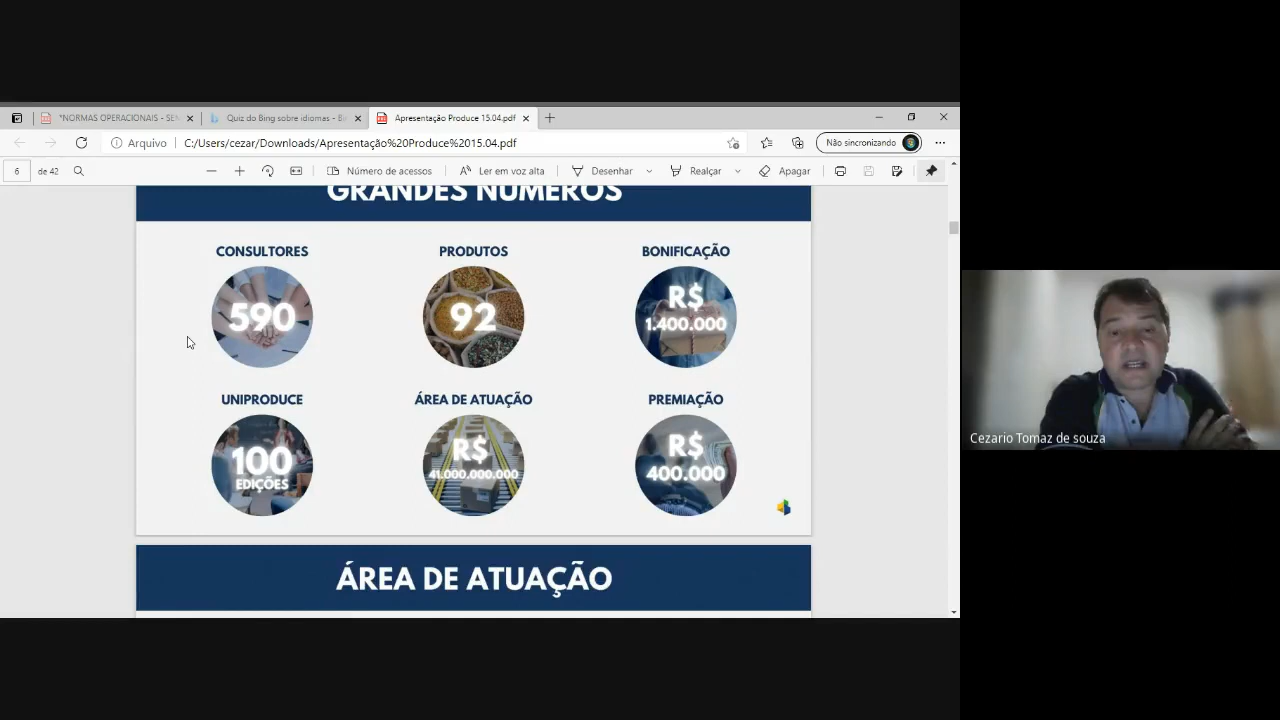 *NORMAS OPERACIONAIS - SEN
Quiz do Bing sobre idiomas - Bi
Apresentação Produce 15.04.pdf
Arquivo
C:/Users/cezar/Downloads/Apresentação%20Produce%2015.04.pdf
Não sincronizando
6
de 42
Número de acessos
Ler em voz alta
Desenhar
Realçar
Apagar
GRANDES NÚMEROS
CONSULTORES
PRODUTOS
BONIFICAÇÃO
590
92
R$
1.400.000
UNIPRODUCE
ÁREA DE ATUAÇÃO
PREMIAÇÃO
100
EDIÇÕES
R$
41.000.000.000
R$
400.000
ÁREA DE ATUAÇÃO
Cezario Tomaz de souza